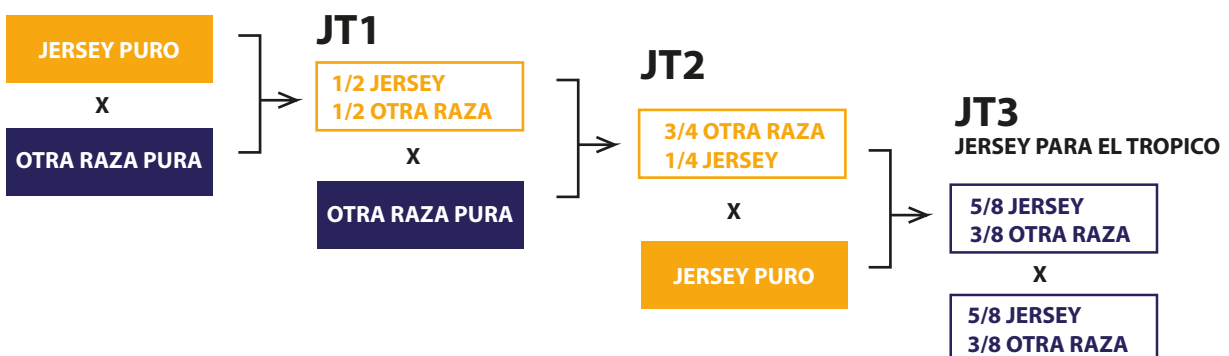 JERSEY PURO
X
OTRA RAZA PURA
JT1
1/2 JERSEY
1/2 OTRA RAZA
X
OTRA RAZA PURA
JT2
3/4 OTRA RAZA
1/4 JERSEY
X
JERSEY PURO
JT3
JERSEY PARA EL TROPICO
5/8 JERSEY
3/8 OTRA RAZA
X
5/8 JERSEY
3/8 OTRA RAZA